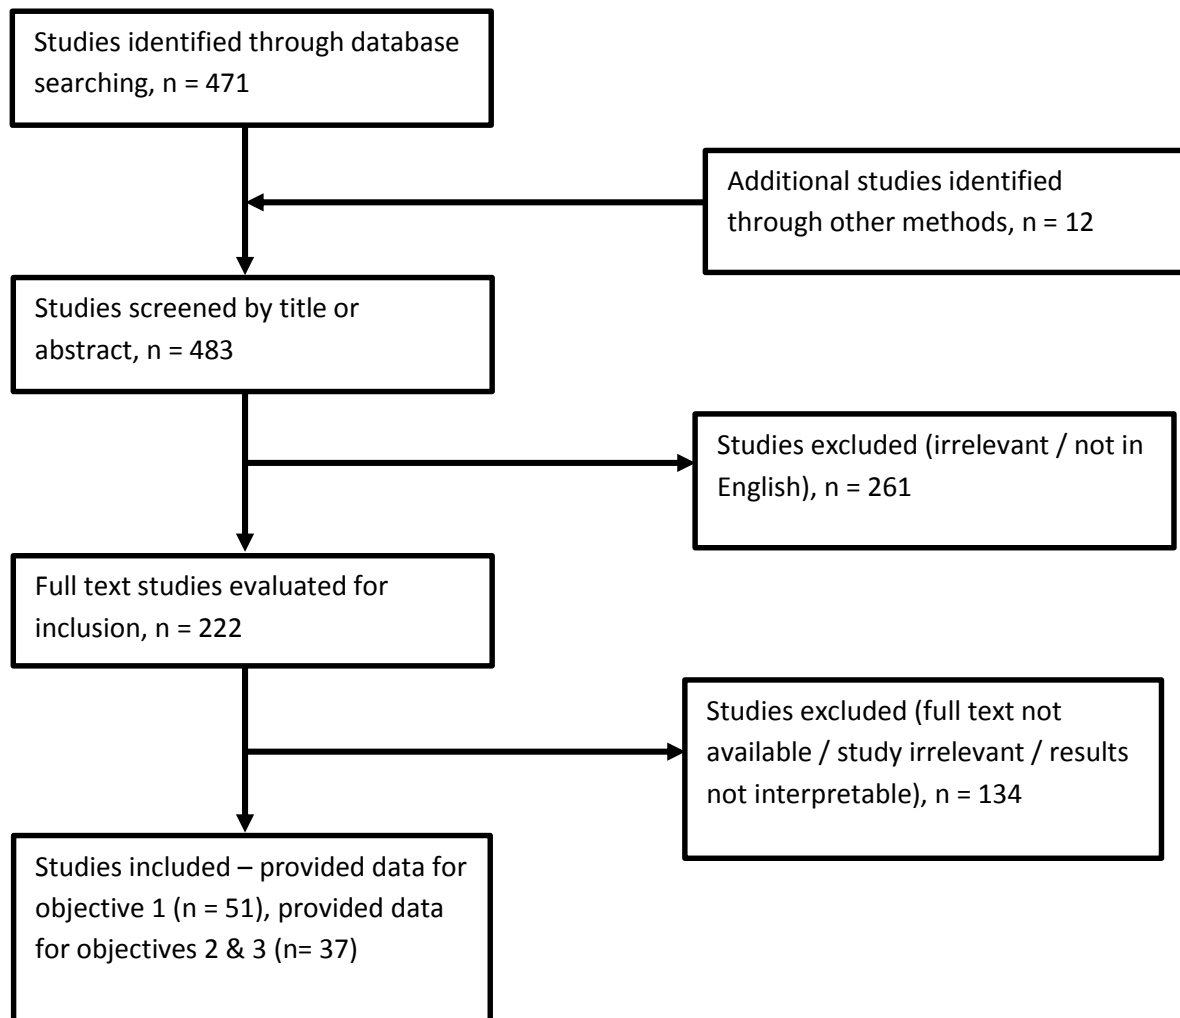 Studies identified through database
searching, n = 471
Additional studies identified
through other methods, n = 12
Studies screened by title or
abstract, n = 483
Studies excluded (irrelevant / not in
English), n = 261
Full text studies evaluated for
inclusion, n = 222
Studies excluded (full text not
available / study irrelevant / results
not interpretable), n = 134
Studies included – provided data for
objective 1 (n = 51), provided data
for objectives 2 & 3 (n= 37)